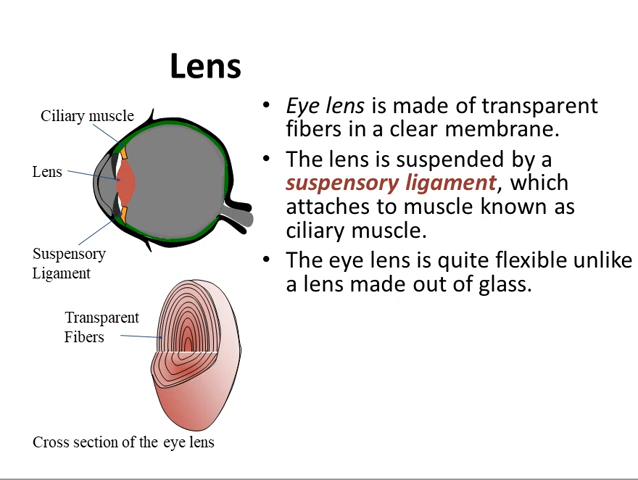 Lens
Ciliary muscle
Lens
Suspensory
Ligament
Transparent
Fibers
Cross section of the eye lens
• Eye lens is made of transparent
fibers in a clear membrane.
• The lens is suspended by a
suspensory ligament, which
attaches to muscle known as
ciliary muscle.
• The eye lens is quite flexible unlike
a lens made out of glass.